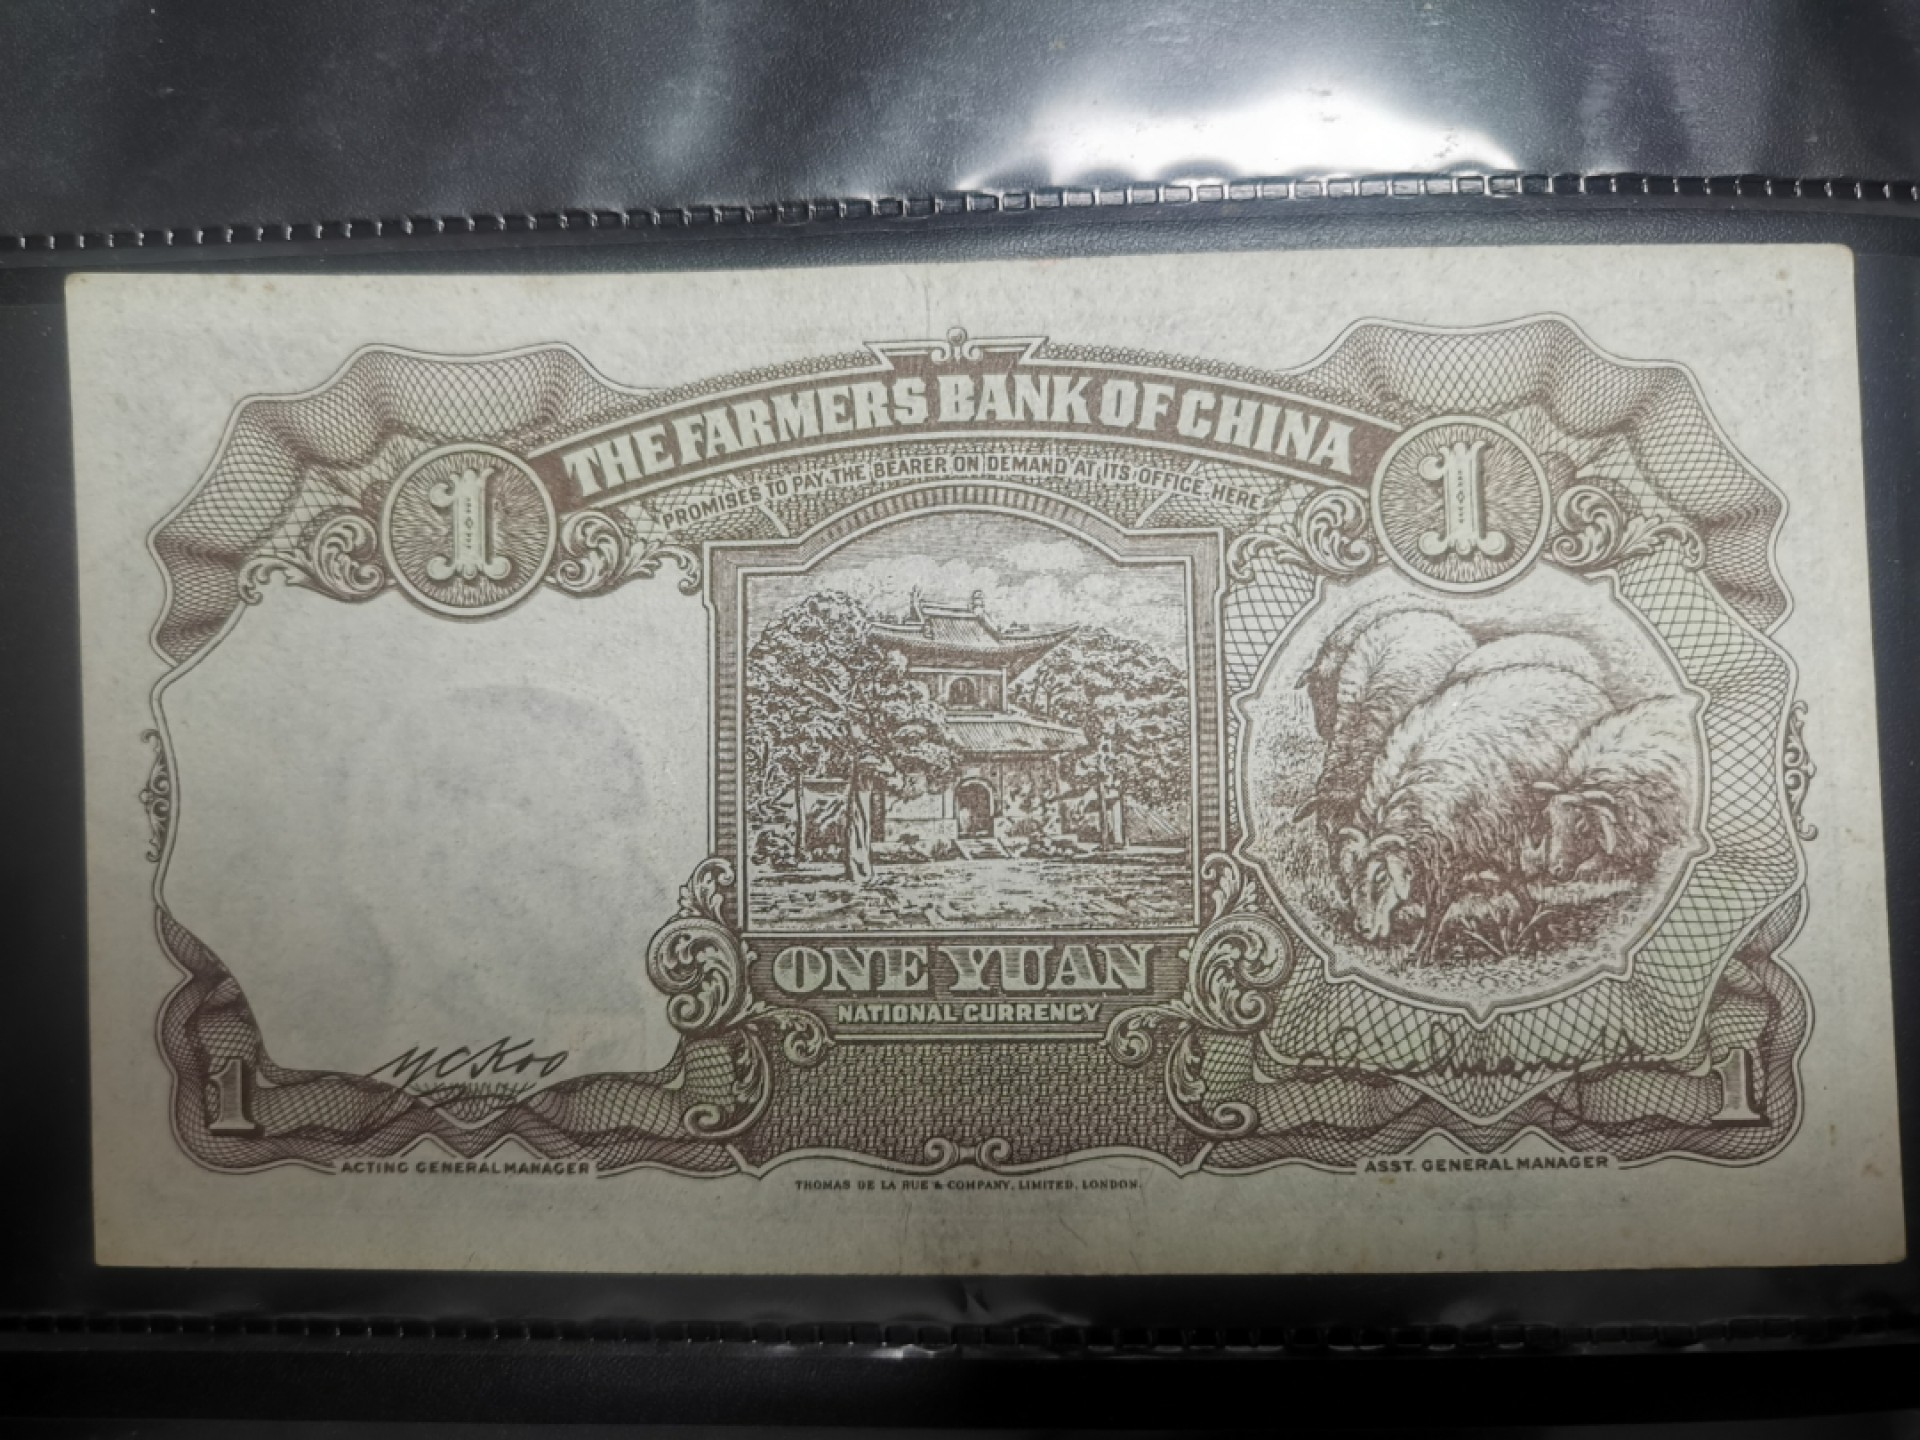 THE FARMERS BANK OF CHINA
PROMISES TO PAY THE BEARER ON DEMAND AT ITS OFFICE HERE
1 1
ONE YUAN
NATIONAL CURRENCY
Y C Koo
1 1
ACTING GENERAL MANAGER
ASST. GENERAL MANAGER
THOMAS DE LA RUE & COMPANY, LIMITED, LONDON.